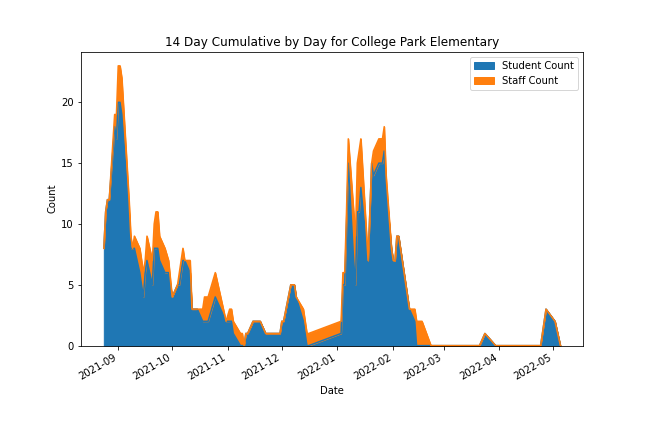 14 Day Cumulative by Day for College Park Elementary
Student Count
Staff Count
Count
20
15
10
5
0
2021-09
2021-10
2021-11
2021-12
2022-01
2022-02
2022-03
2022-04
2022-05
Date